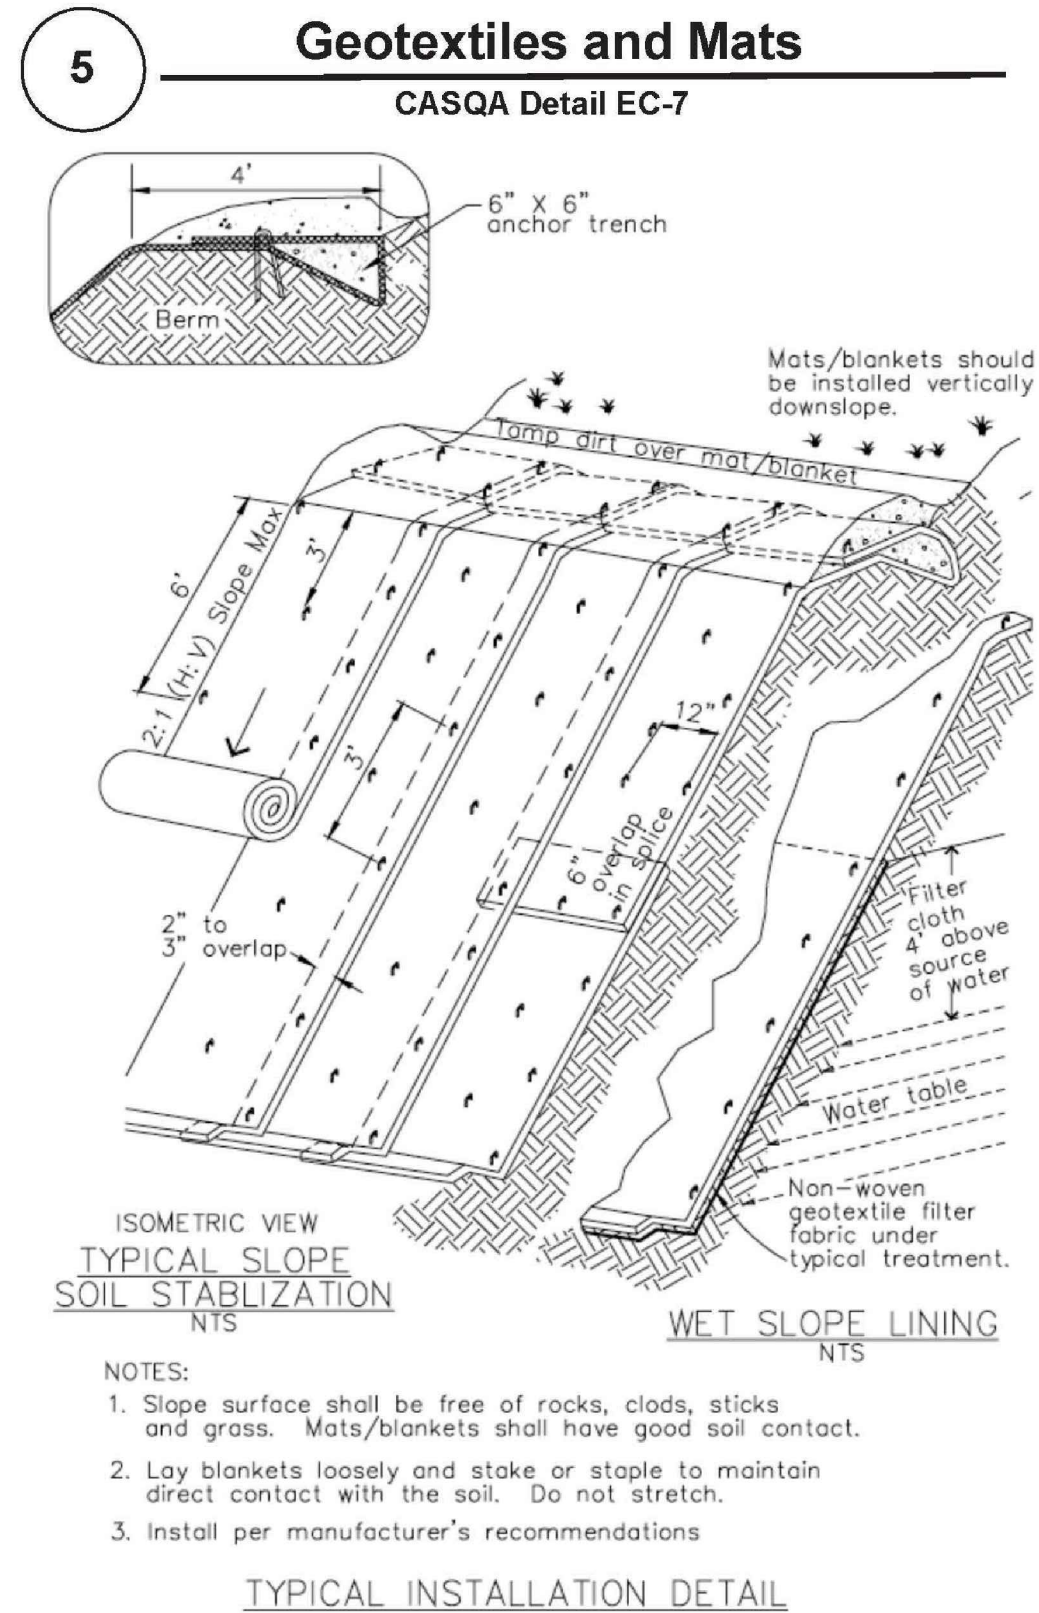 5
Geotextiles and Mats
CASQA Detail EC-7
4'
6" X 6"
anchor trench
Berm
Mats/blankets should
be installed vertically
downslope.
Tamp dirt over mat/blanket
6'
2:1 (H:V) Slope Max
3'
3'
12"
6"
overlap
in splice
2" to
3" overlap
Filter
cloth
4' above
source
of water
Water table
Non-woven
geotextile filter
fabric under
typical treatment.
ISOMETRIC VIEW
TYPICAL SLOPE
SOIL STABLIZATION
NTS
WET SLOPE LINING
NTS
NOTES:
1. Slope surface shall be free of rocks, clods, sticks
and grass. Mats/blankets shall have good soil contact.
2. Lay blankets loosely and stake or staple to maintain
direct contact with the soil. Do not stretch.
3. Install per manufacturer's recommendations
TYPICAL INSTALLATION DETAIL